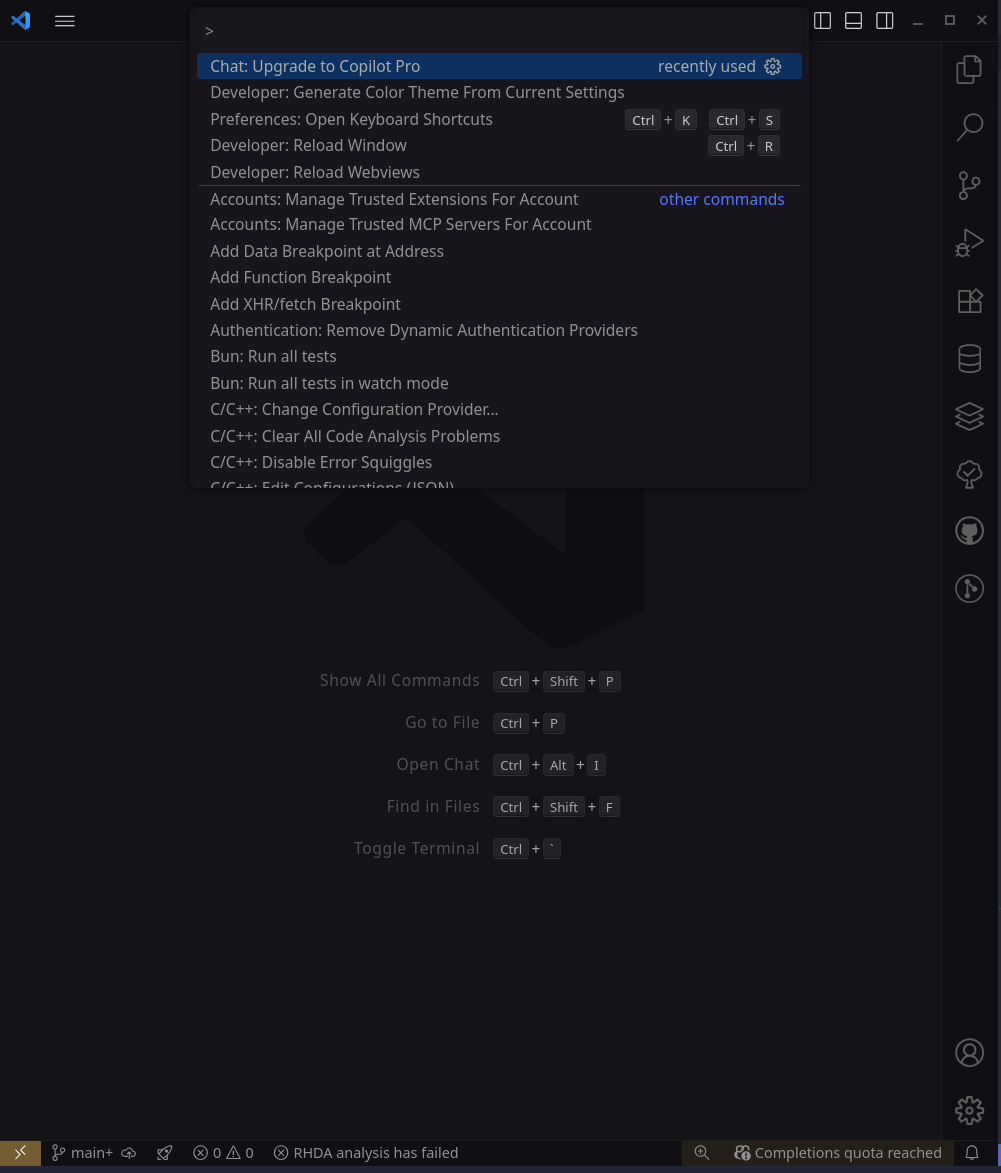 >
Chat: Upgrade to Copilot Pro recently used
Developer: Generate Color Theme From Current Settings
Preferences: Open Keyboard Shortcuts Ctrl + K Ctrl + S
Developer: Reload Window Ctrl + R
Developer: Reload Webviews
Accounts: Manage Trusted Extensions For Account other commands
Accounts: Manage Trusted MCP Servers For Account
Add Data Breakpoint at Address
Add Function Breakpoint
Add XHR/fetch Breakpoint
Authentication: Remove Dynamic Authentication Providers
Bun: Run all tests
Bun: Run all tests in watch mode
C/C++: Change Configuration Provider...
C/C++: Clear All Code Analysis Problems
C/C++: Disable Error Squiggles
C/C++: Edit Configurations (JSON)
Show All Commands Ctrl + Shift + P
Go to File Ctrl + P
Open Chat Ctrl + Alt + I
Find in Files Ctrl + Shift + F
Toggle Terminal Ctrl + `
main+ 0 0 RHDA analysis has failed Completions quota reached